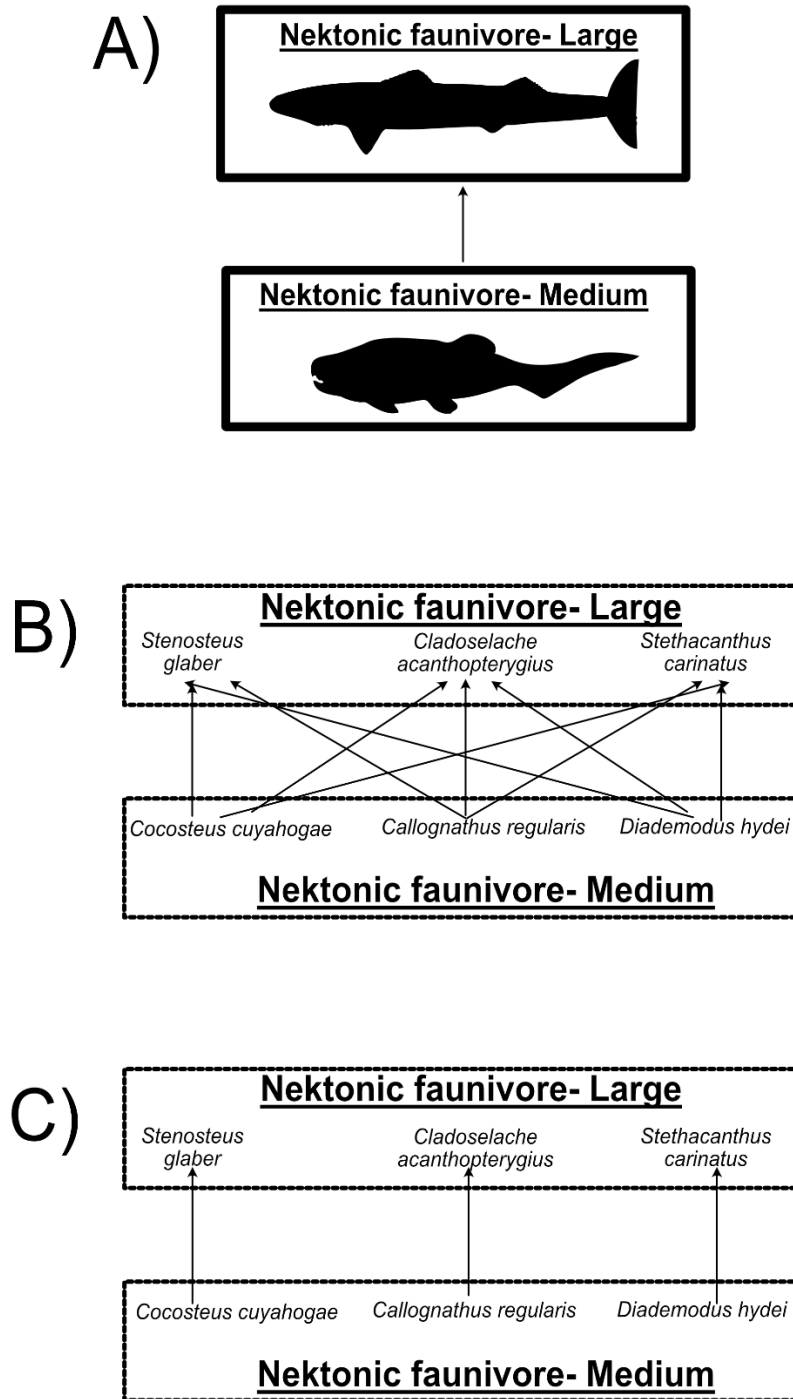 A)
Nektonic faunivore- Large
Nektonic faunivore- Medium
B)
Nektonic faunivore- Large
Stenosteus
glaber
Cladoselache
acanthopterygius
Stethacanthus
carinatus
Cocosteus cuyahogae
Callognathus regularis
Diademodus hydei
Nektonic faunivore- Medium
C)
Nektonic faunivore- Large
Stenosteus
glaber
Cladoselache
acanthopterygius
Stethacanthus
carinatus
Cocosteus cuyahogae
Callognathus regularis
Diademodus hydei
Nektonic faunivore- Medium